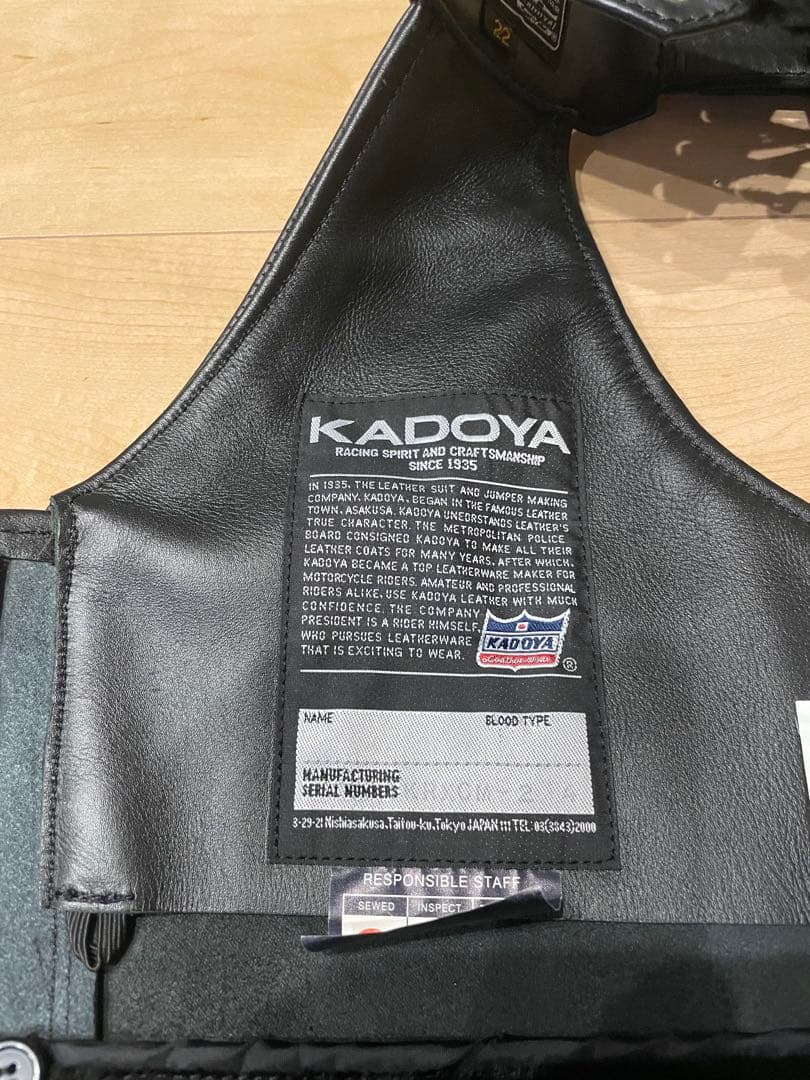 22
KADOYA
RACING SPIRIT AND CRAFTSMANSHIP
SINCE 1935
IN 1935, THE LEATHER SUIT AND JUMPER MAKING
COMPANY, KADOYA, BEGAN IN THE FAMOUS LEATHER
TOWN, ASAKUSA. KADOYA UNEDRSTANDS LEATHER'S
TRUE CHARACTER. THE METROPOLITAN POLICE
BOARD CONSIGNED KADOYA TO MAKE ALL THEIR
LEATHER COATS FOR MANY YEARS. AFTER WHICH,
KADOYA BECAME A TOP LEATHERWARE MAKER FOR
MOTORCYCLE RIDERS. AMATEUR AND PROFESSIONAL
RIDERS ALIKE, USE KADOYA LEATHER WITH MUCH
CONFIDENCE. THE COMPANY
PRESIDENT IS A RIDER HIMSELF,
WHO PURSUES LEATHERWARE
THAT IS EXCITING TO WEAR.
KADOYA
®
NAME BLOOD TYPE
MANUFACTURING
SERIAL NUMBERS
3-29-21 Nishiasakusa, Taitou-ku, Tokyo JAPAN 111 TEL: 03(3843)2000
RESPONSIBLE STAFF
SEWED INSPECT